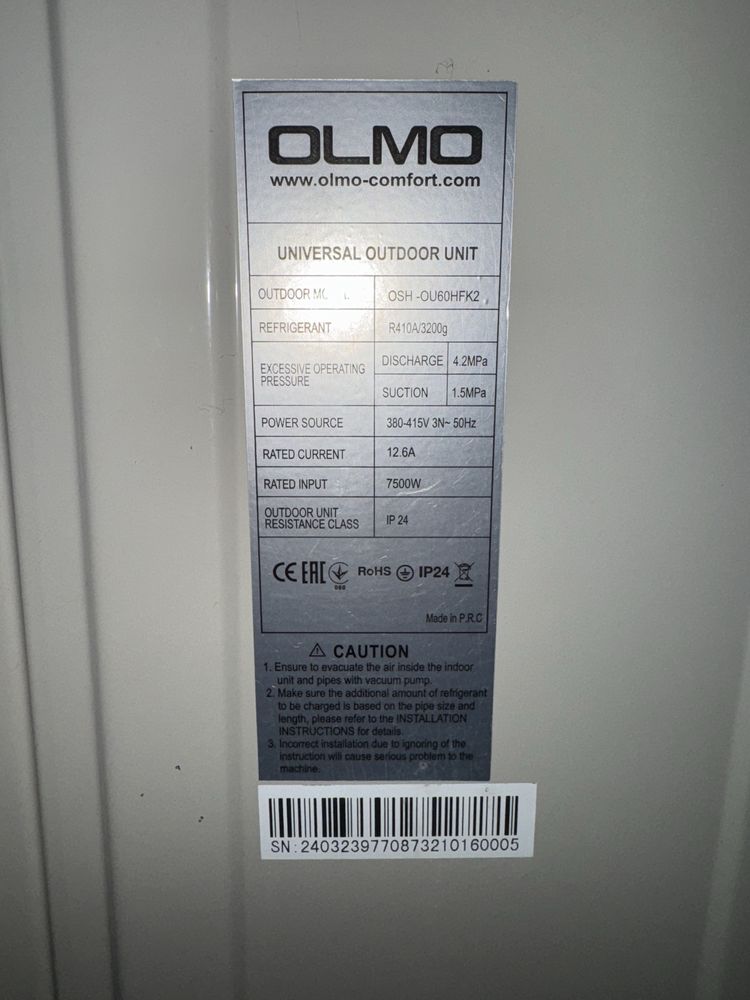 OLMO
www.olmo-comfort.com
UNIVERSAL OUTDOOR UNIT
OUTDOOR OSH -OU60HFK2
REFRIGERANT R410A/3200g
EXCESSIVE OPERATING PRESSURE DISCHARGE 4.2MPa
SUCTION 1.5MPa
POWER SOURCE 380-415V 3N~ 50Hz
RATED CURRENT 12.6A
RATED INPUT 7500W
OUTDOOR UNIT RESISTANCE CLASS IP 24
CE EAC RoHS IP24
Made in P.R.C
CAUTION
1. Ensure to evacuate the air inside the indoor
unit and pipes with vacuum pump.
2. Make sure the additional amount of refrigerant
to be charged is based on the pipe size and
length, please refer to the INSTALLATION
INSTRUCTIONS for details.
3. Incorrect installation due to ignoring of the
instruction will cause serious problem to the
machine.
SN:2403239770873210160005